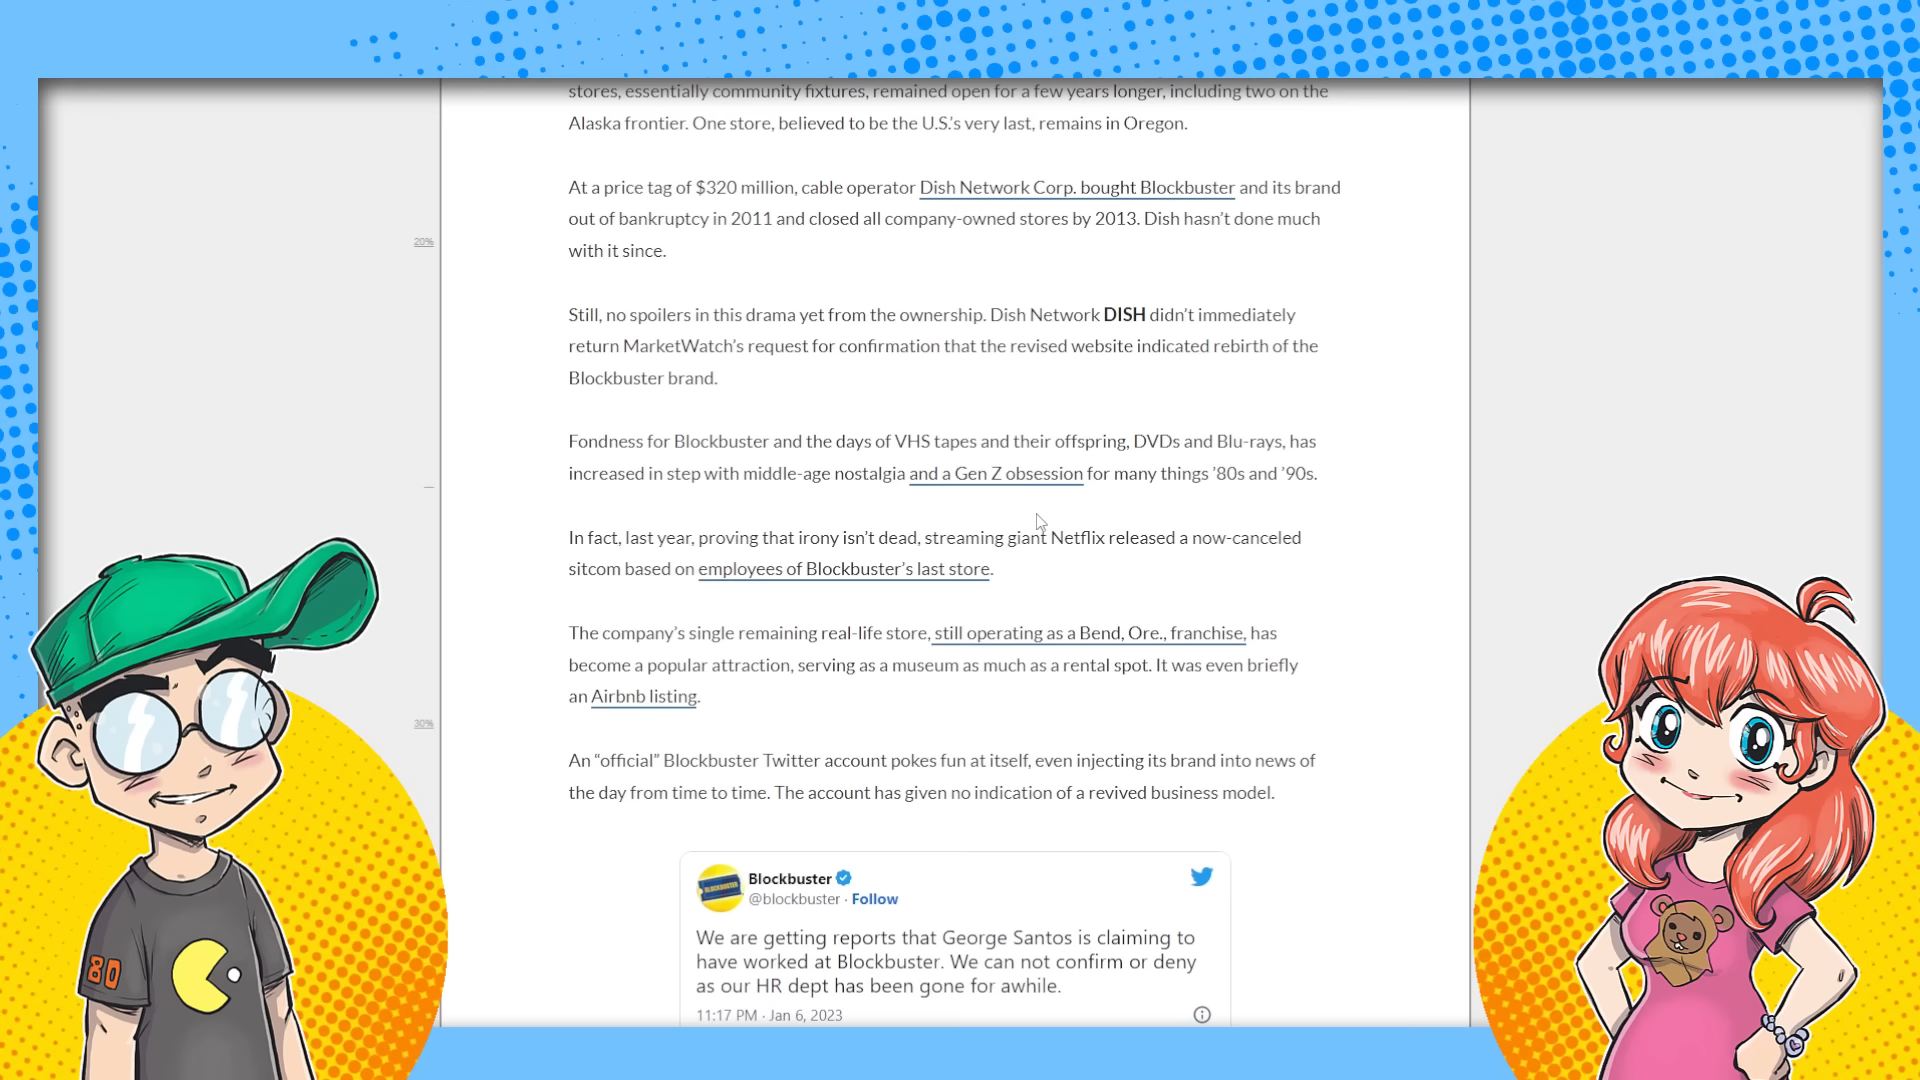 stores, essentially community fixtures, remained open for a few years longer, including two on the
Alaska frontier. One store, believed to be the U.S.'s very last, remains in Oregon.
At a price tag of $320 million, cable operator Dish Network Corp. bought Blockbuster and its brand
out of bankruptcy in 2011 and closed all company-owned stores by 2013. Dish hasn't done much
with it since.
20%
Still, no spoilers in this drama yet from the ownership. Dish Network DISH didn't immediately
return MarketWatch's request for confirmation that the revised website indicated rebirth of the
Blockbuster brand.
Fondness for Blockbuster and the days of VHS tapes and their offspring, DVDs and Blu-rays, has
increased in step with middle-age nostalgia and a Gen Z obsession for many things '80s and '90s.
In fact, last year, proving that irony isn't dead, streaming giant Netflix released a now-canceled
sitcom based on employees of Blockbuster's last store.
The company's single remaining real-life store, still operating as a Bend, Ore., franchise, has
become a popular attraction, serving as a museum as much as a rental spot. It was even briefly
an Airbnb listing.
30%
An “official” Blockbuster Twitter account pokes fun at itself, even injecting its brand into news of
the day from time to time. The account has given no indication of a revived business model.
BLOCKBUSTER
Blockbuster
@blockbuster · Follow
We are getting reports that George Santos is claiming to
have worked at Blockbuster. We can not confirm or deny
as our HR dept has been gone for awhile.
11:17 PM · Jan 6, 2023
80